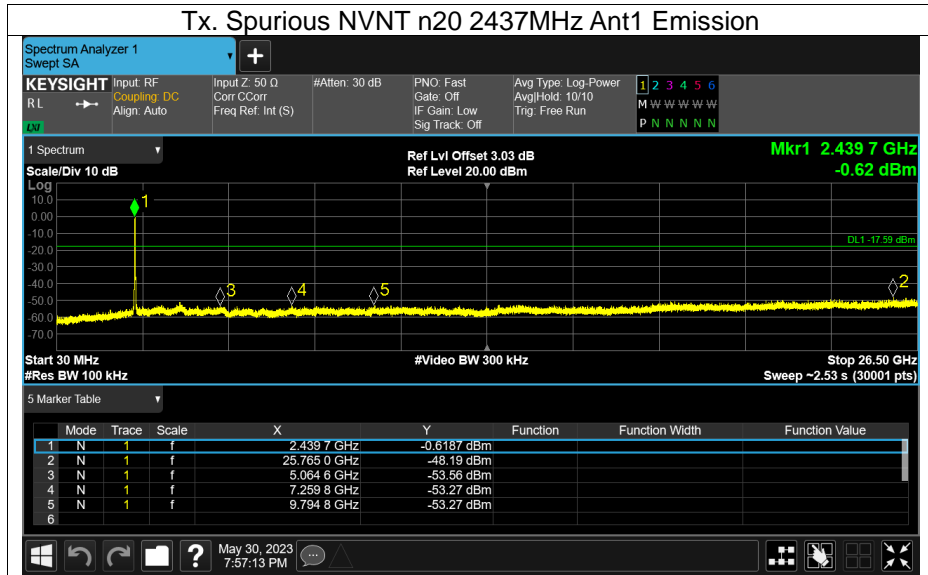 Tx. Spurious NVNT n20 2437MHz Ant1 Emission
Spectrum Analyzer 1
Swept SA
+
KEYSIGHT Input: RF Input Z: 50 Ω #Atten: 30 dB PNO: Fast Avg Type: Log-Power 1 2 3 4 5 6
RL Coupling: DC Corr CCorr Gate: Off Avg|Hold: 10/10 M W W W W W
Align: Auto Freq Ref: Int (S) IF Gain: Low Trig: Free Run
LXI Sig Track: Off P N N N N N
1 Spectrum Ref Lvl Offset 3.03 dB Mkr1 2.439 7 GHz
Scale/Div 10 dB Ref Level 20.00 dBm -0.62 dBm
Log
10.0 1
0.00
-10.0
DL1 -17.59 dBm
-20.0
-30.0
-40.0 3 4 5 2
-50.0
-60.0
-70.0
Start 30 MHz #Video BW 300 kHz Stop 26.50 GHz
#Res BW 100 kHz Sweep ~2.53 s (30001 pts)
5 Marker Table
Mode Trace Scale X Y Function Function Width Function Value
1 N 1 f 2.439 7 GHz -0.6187 dBm
2 N 1 f 25.765 0 GHz -48.19 dBm
3 N 1 f 5.064 6 GHz -53.56 dBm
4 N 1 f 7.259 8 GHz -53.27 dBm
5 N 1 f 9.794 8 GHz -53.27 dBm
6
? May 30, 2023
7:57:13 PM